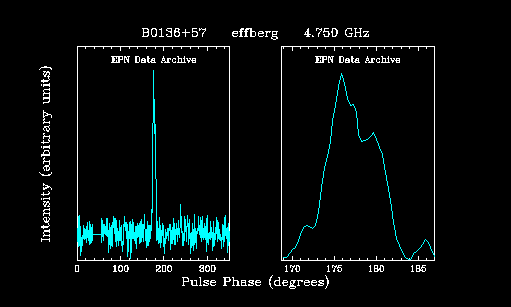 B0136+57 effberg 4.750 GHz
EPN Data Archive
EPN Data Archive
Intensity (arbitrary units)
0 100 200 300
170 175 180 185
Pulse Phase (degrees)